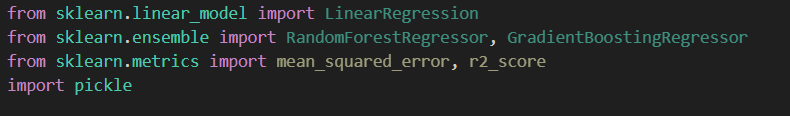 from sklearn.linear_model import LinearRegression
from sklearn.ensemble import RandomForestRegressor, GradientBoostingRegressor
from sklearn.metrics import mean_squared_error, r2_score
import pickle